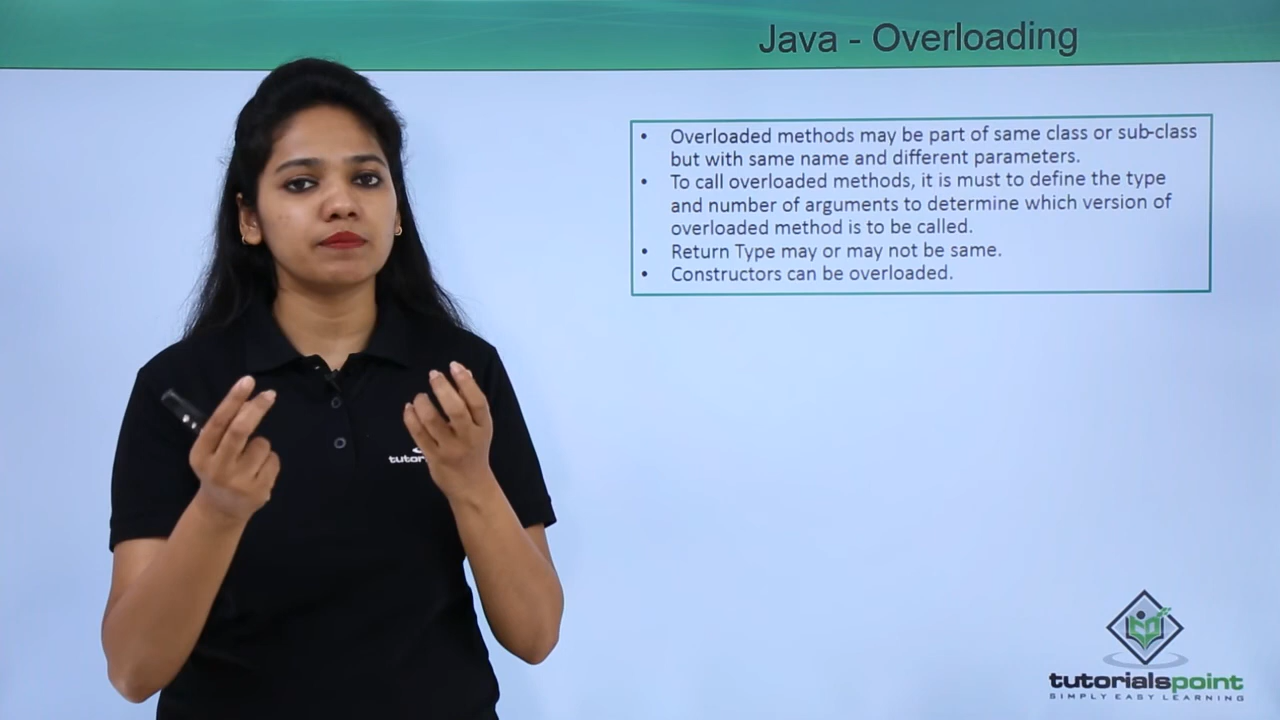 Java - Overloading
• Overloaded methods may be part of same class or sub-class
but with same name and different parameters.
• To call overloaded methods, it is must to define the type
and number of arguments to determine which version of
overloaded method is to be called.
• Return Type may or may not be same.
• Constructors can be overloaded.
tutorialspoint
SIMPLY EASY LEARNING